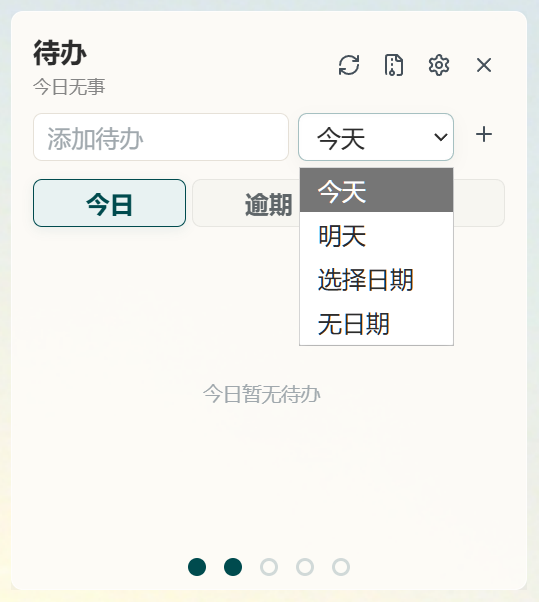 待办
今日无事
添加待办
今天
今日
逾期
今天
明天
选择日期
无日期
今日暂无待办